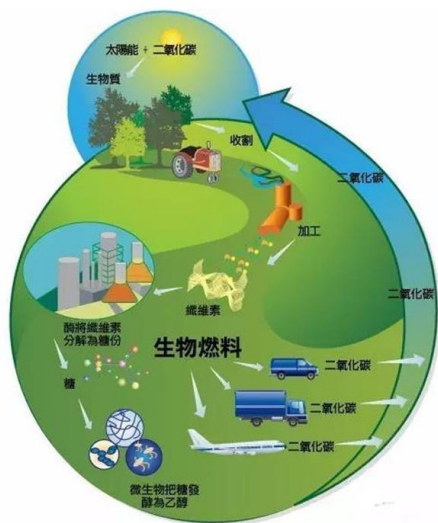 太陽能 + 二氧化碳
生物質
收割
二氧化碳
加工
二氧化碳
纖維素
酶將纖維素
分解為糖份
生物燃料
二氧化碳
糖
二氧化碳
二氧化碳
微生物把糖發
酵為乙醇